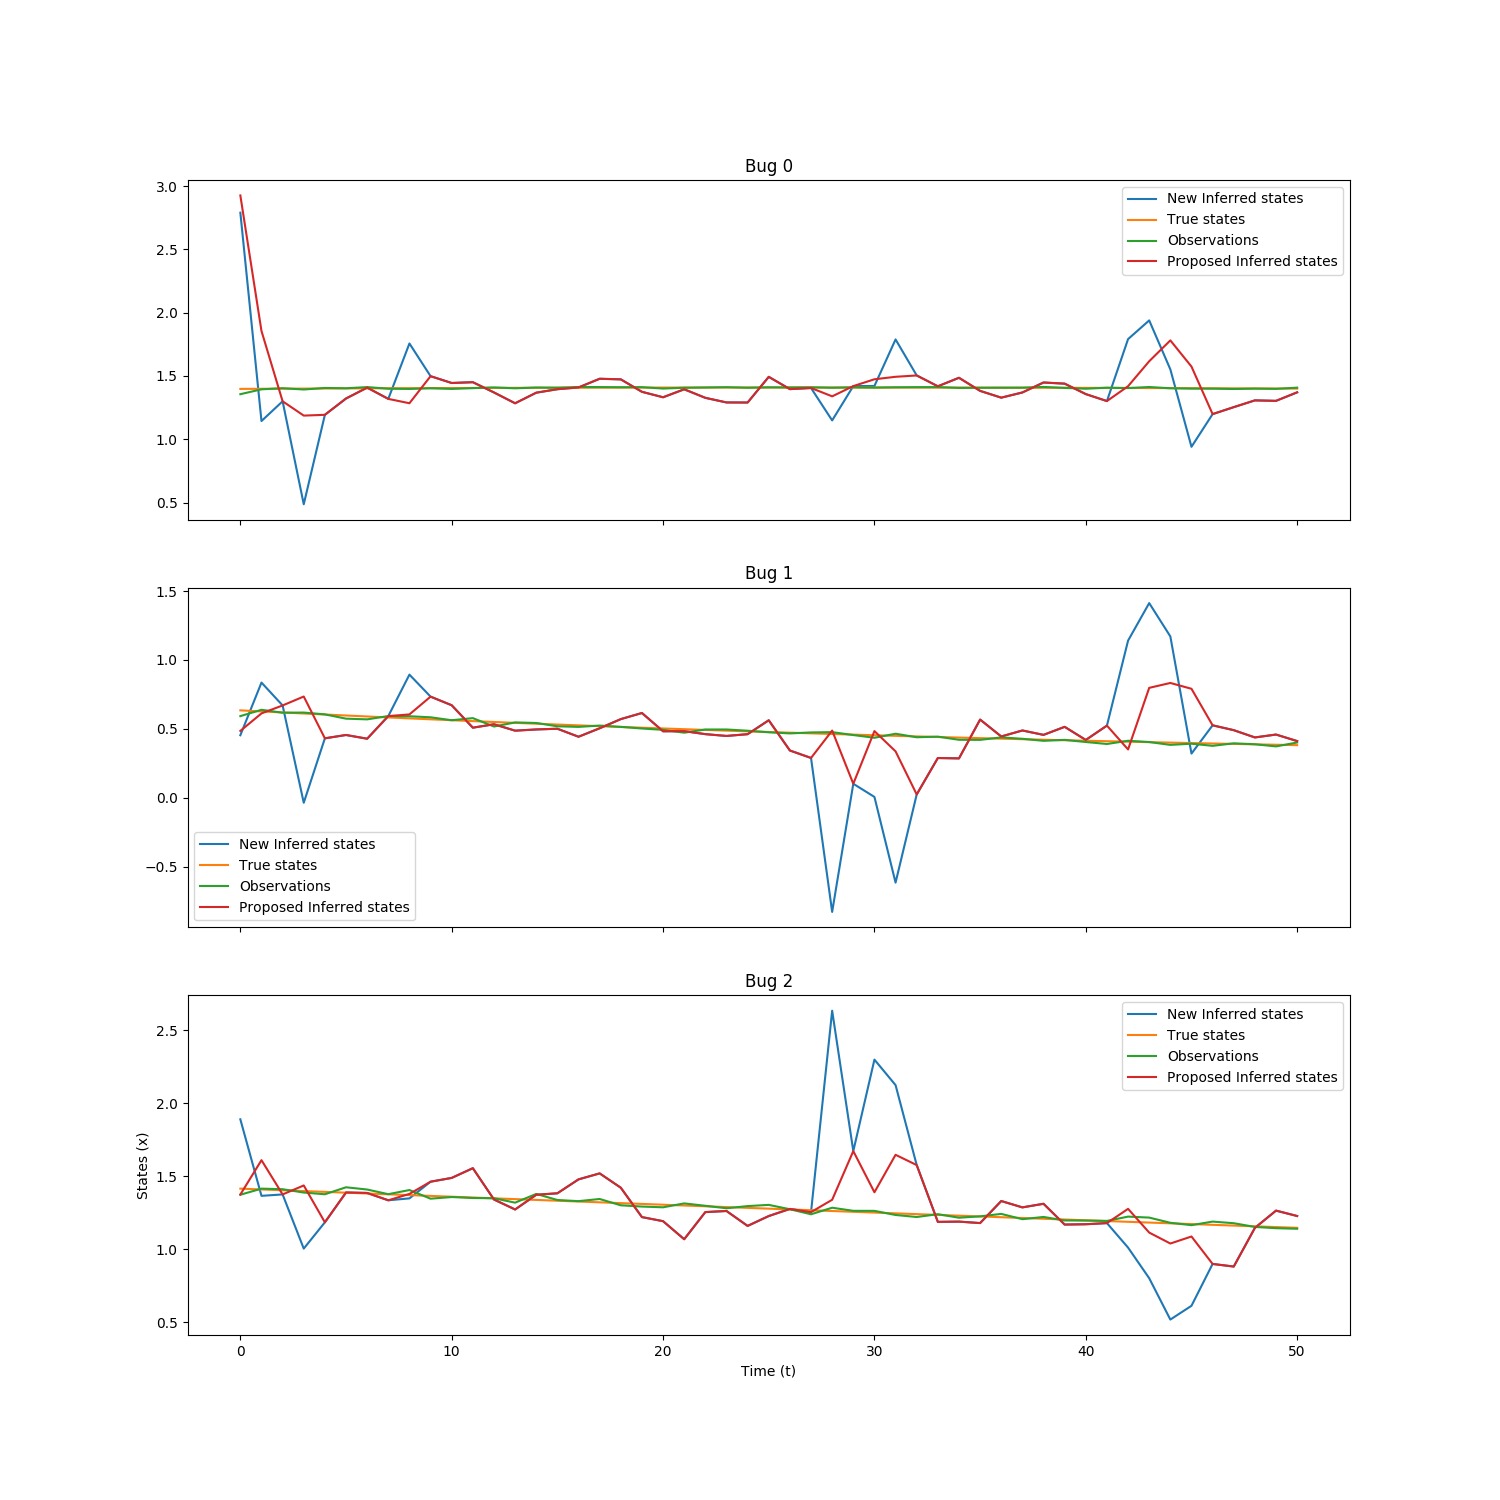 Bug 0
3.0
2.5
2.0
1.5
1.0
0.5
New Inferred states
True states
Observations
Proposed Inferred states
Bug 1
1.5
1.0
0.5
0.0
−0.5
New Inferred states
True states
Observations
Proposed Inferred states
Bug 2
2.5
2.0
1.5
1.0
0.5
States (x)
New Inferred states
True states
Observations
Proposed Inferred states
0 10 20 30 40 50
Time (t)